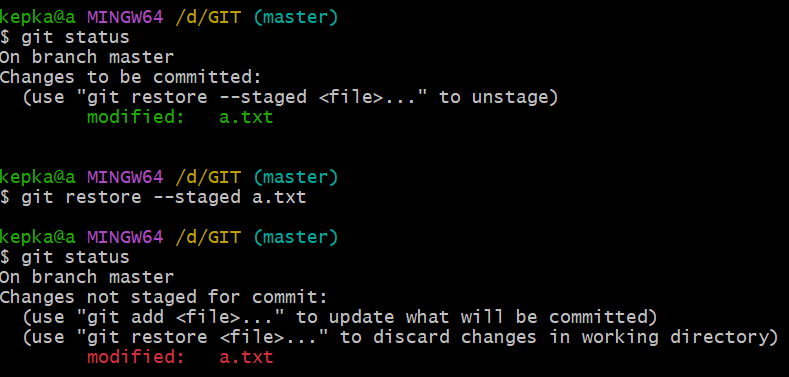 kepka@a MINGW64 /d/GIT (master)
$ git status
On branch master
Changes to be committed:
  (use "git restore --staged <file>..." to unstage)
        modified:   a.txt

kepka@a MINGW64 /d/GIT (master)
$ git restore --staged a.txt

kepka@a MINGW64 /d/GIT (master)
$ git status
On branch master
Changes not staged for commit:
  (use "git add <file>..." to update what will be committed)
  (use "git restore <file>..." to discard changes in working directory)
        modified:   a.txt